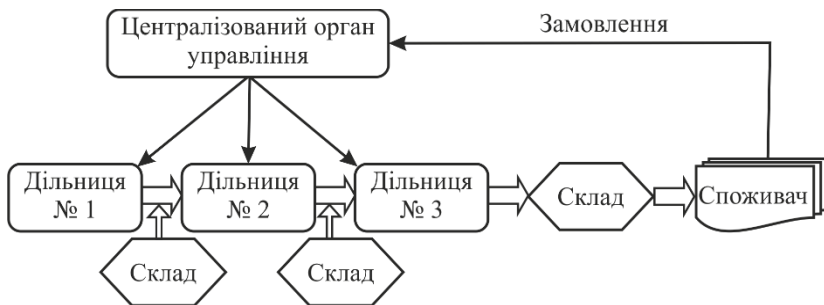 Централізований орган
управління
Замовлення
Дільниця
№ 1
Дільниця
№ 2
Дільниця
№ 3
Склад
Споживач
Склад
Склад